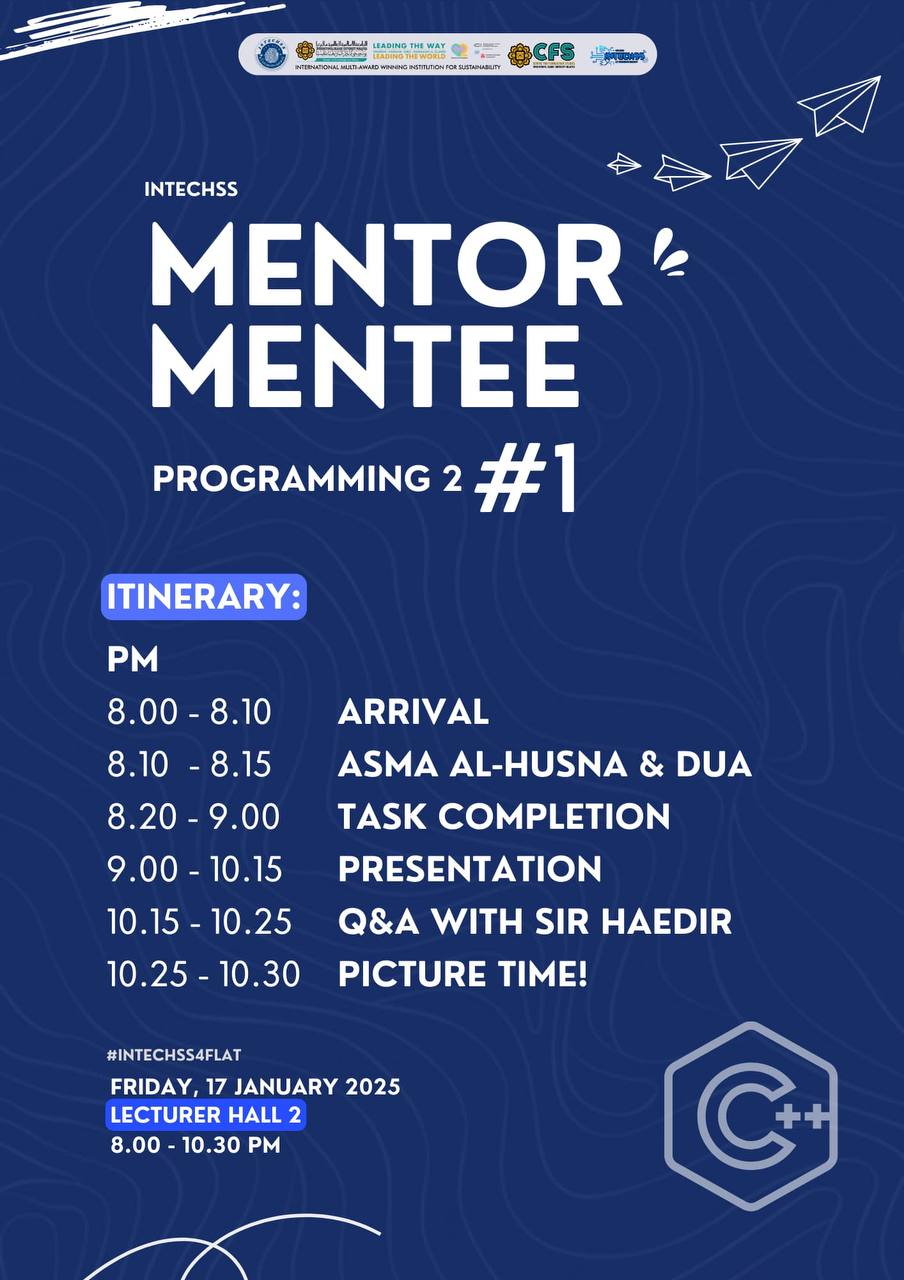 INTECHSS
LEADING THE WAY
LEADING THE WORLD
INTERNATIONAL MULTI-AWARD WINNING INSTITUTION FOR SUSTAINABILITY
CFS
INTECHSS
MENTOR
MENTEE
PROGRAMMING 2 #1
ITINERARY:
PM
8.00 - 8.10 ARRIVAL
8.10 - 8.15 ASMA AL-HUSNA & DUA
8.20 - 9.00 TASK COMPLETION
9.00 - 10.15 PRESENTATION
10.15 - 10.25 Q&A WITH SIR HAEDIR
10.25 - 10.30 PICTURE TIME!
#INTECHSS4FLAT
FRIDAY, 17 JANUARY 2025
LECTURER HALL 2
8.00 - 10.30 PM
C++